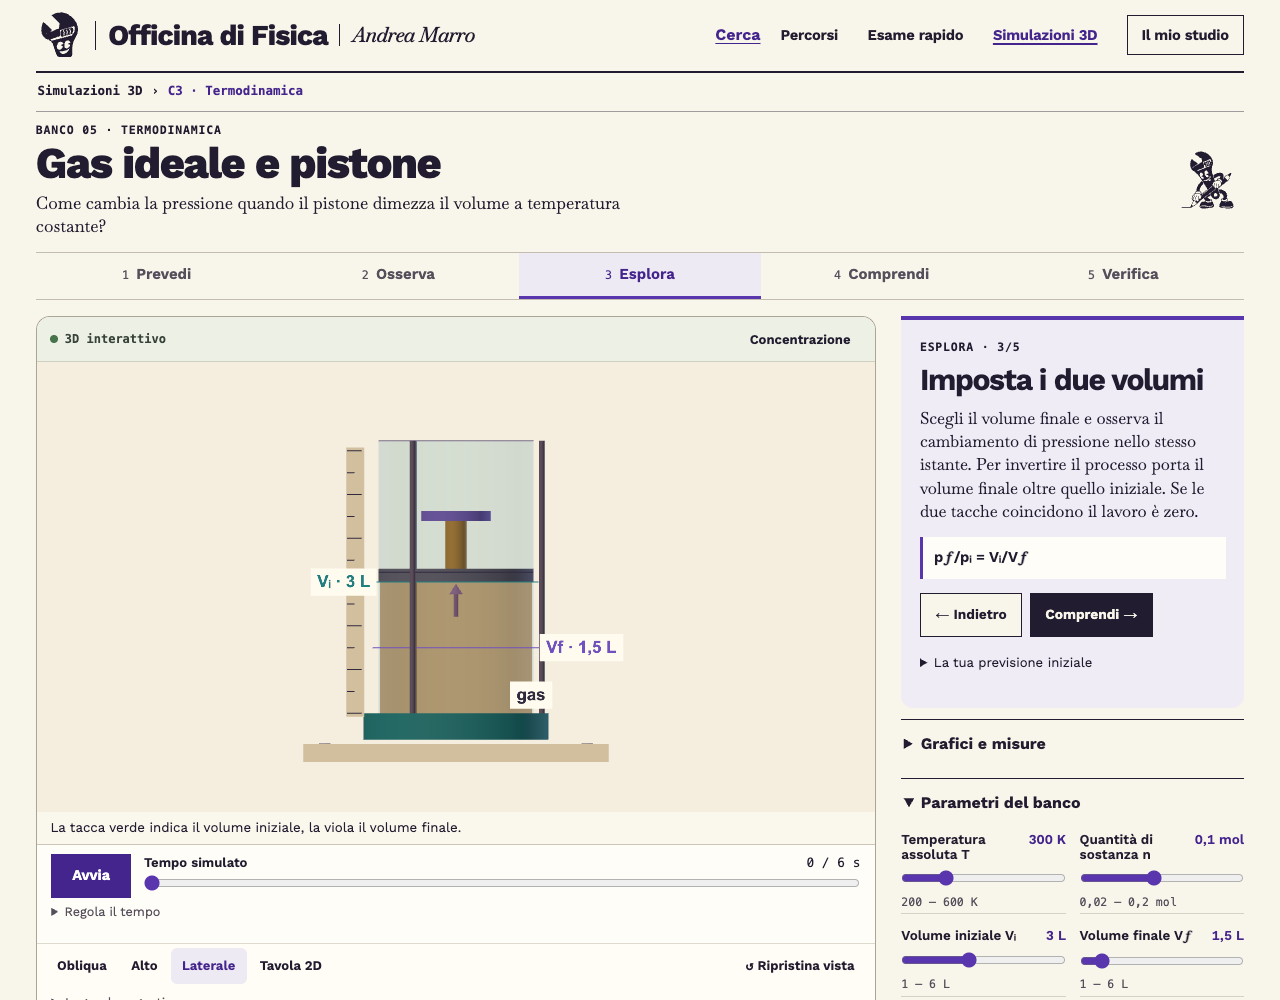 Officina di Fisica
Andrea Marro
Cerca
Percorsi
Esame rapido
Simulazioni 3D
Il mio studio
Simulazioni 3D › C3 · Termodinamica
BANCO 05 · TERMODINAMICA
Gas ideale e pistone
Come cambia la pressione quando il pistone dimezza il volume a temperatura
costante?
1 Prevedi
2 Osserva
3 Esplora
4 Comprendi
5 Verifica
3D interattivo
Concentrazione
Vᵢ · 3 L
Vf · 1,5 L
gas
La tacca verde indica il volume iniziale, la viola il volume finale.
Avvia
Tempo simulato
0 / 6 s
▶ Regola il tempo
Obliqua
Alto
Laterale
Tavola 2D
↺ Ripristina vista
ESPLORA · 3/5
Imposta i due volumi
Scegli il volume finale e osserva il
cambiamento di pressione nello stesso
istante. Per invertire il processo porta il
volume finale oltre quello iniziale. Se le
due tacche coincidono il lavoro è zero.
pƒ/pᵢ = Vᵢ/Vƒ
← Indietro
Comprendi →
▶ La tua previsione iniziale
▶ Grafici e misure
▼ Parametri del banco
Temperatura
assoluta T
300 K
200 — 600 K
Quantità di
sostanza n
0,1 mol
0,02 — 0,2 mol
Volume iniziale Vᵢ
3 L
1 — 6 L
Volume finale Vƒ
1,5 L
1 — 6 L